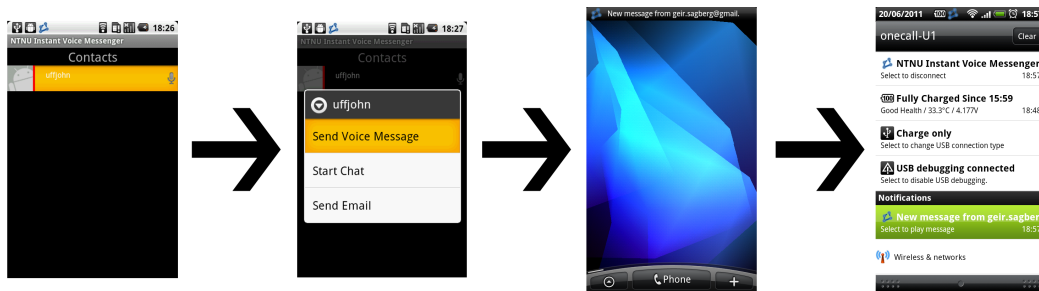 18:26
NTNU Instant Voice Messenger
Contacts
uffjohn
18:27
NTNU Instant Voice Messenger
Contacts
uffjohn
uffjohn
Send Voice Message
Start Chat
Send Email
New message from geir.sagberg@gmail.
Phone
20/06/2011
100
18:57
onecall-U1
Clear
NTNU Instant Voice Messenger
Select to disconnect 18:57
100 Fully Charged Since 15:59
Good Health / 33.3°C / 4.177V 18:48
Charge only
Select to change USB connection type
USB debugging connected
Select to disable USB debugging.
Notifications
New message from geir.sagber
Select to play message 18:57
Wireless & networks